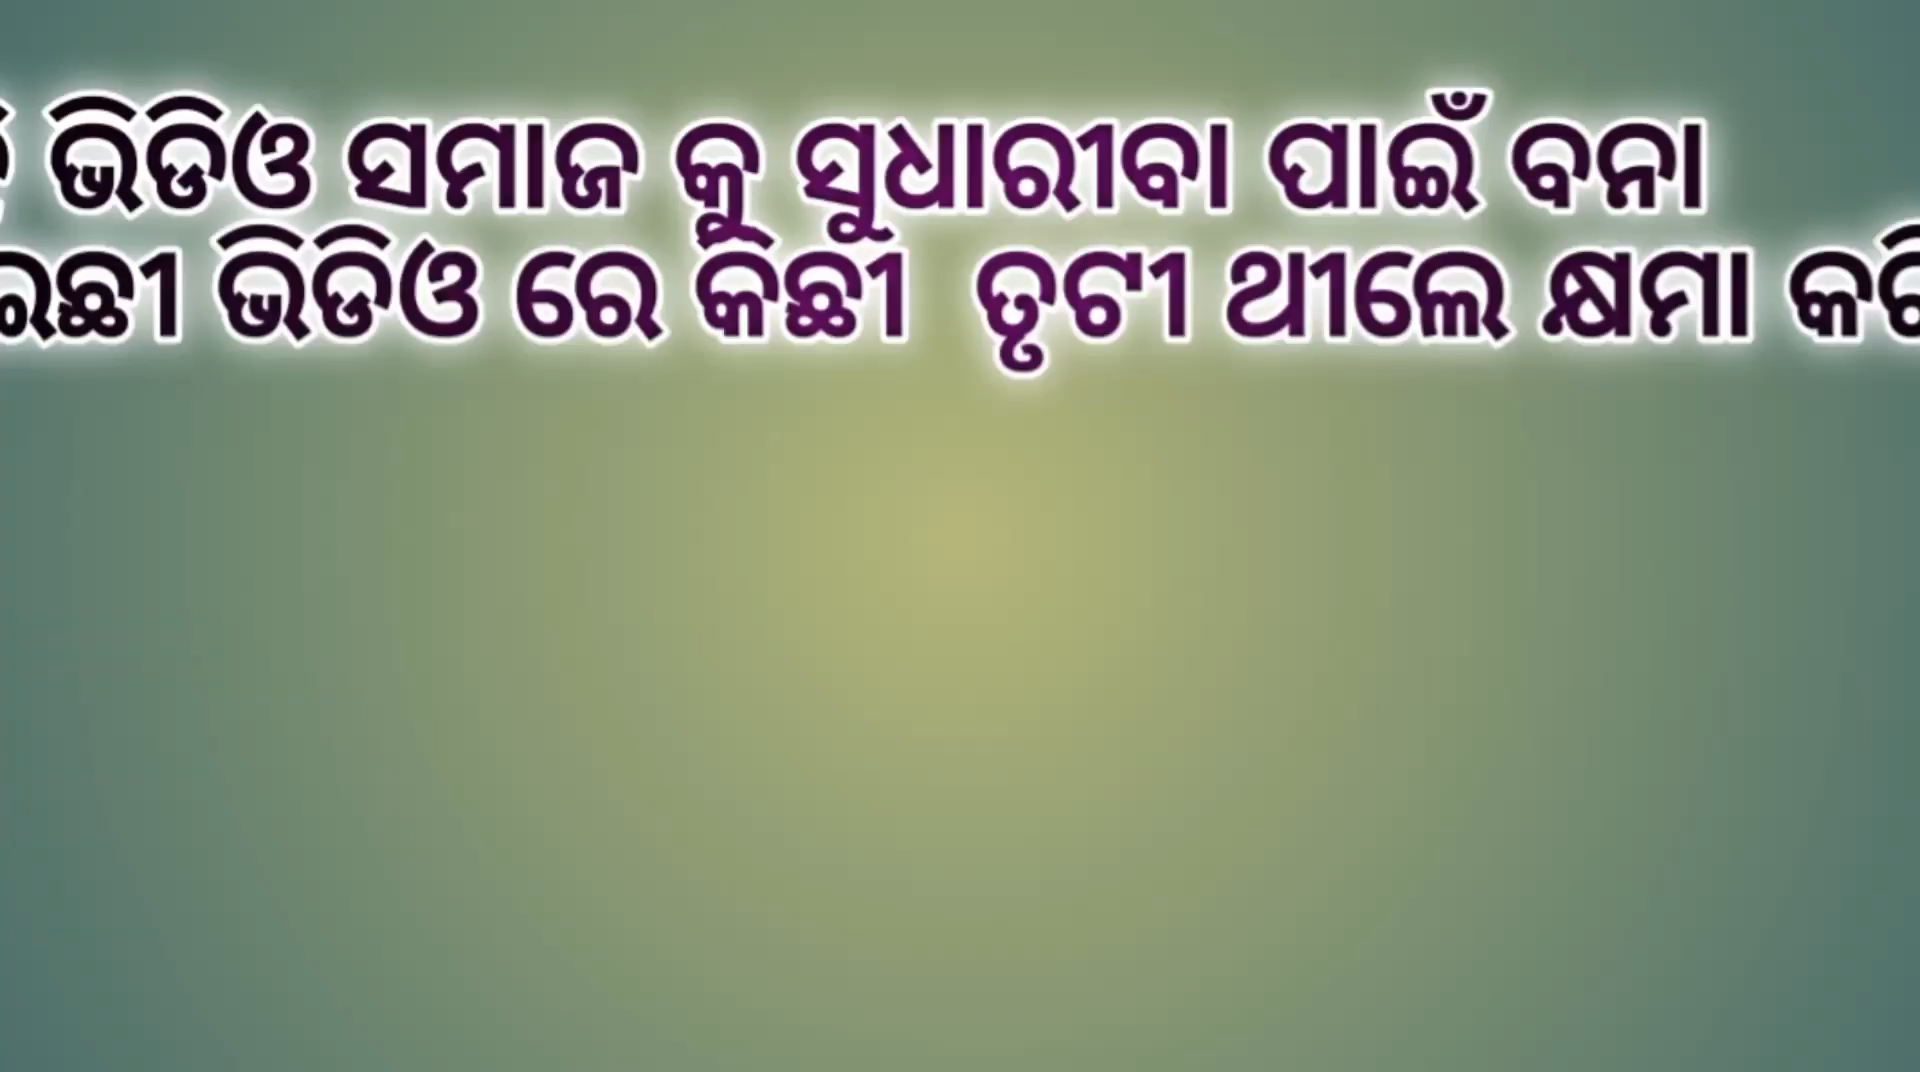 ଭିଡିଓ ସମାଜ କୁ ସୁଧାରୀବା ପାଇଁ ବନା
ଭିଡିଓ ରେ କିଛୀ ତୃଟୀ ଥୀଲେ କ୍ଷମା